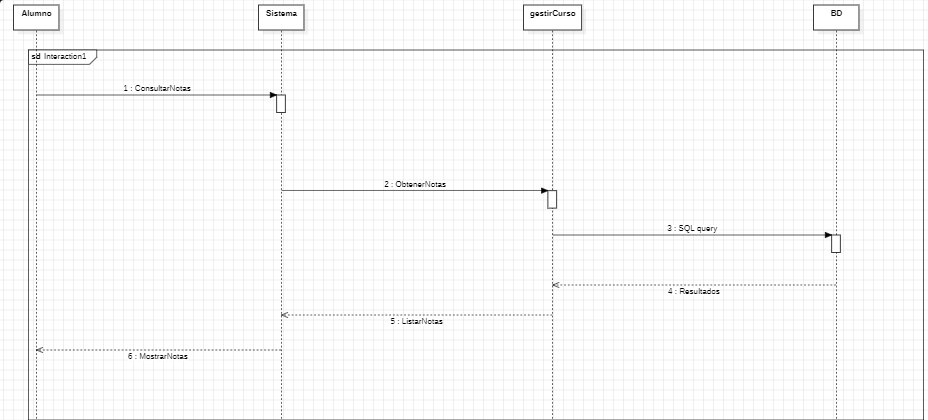 Alumno
Sistema
gestirCurso
BD
sd Interaction1
1 : ConsultarNotas
2 : ObtenerNotas
3 : SQL query
4 : Resultados
5 : ListarNotas
6 : MostrarNotas